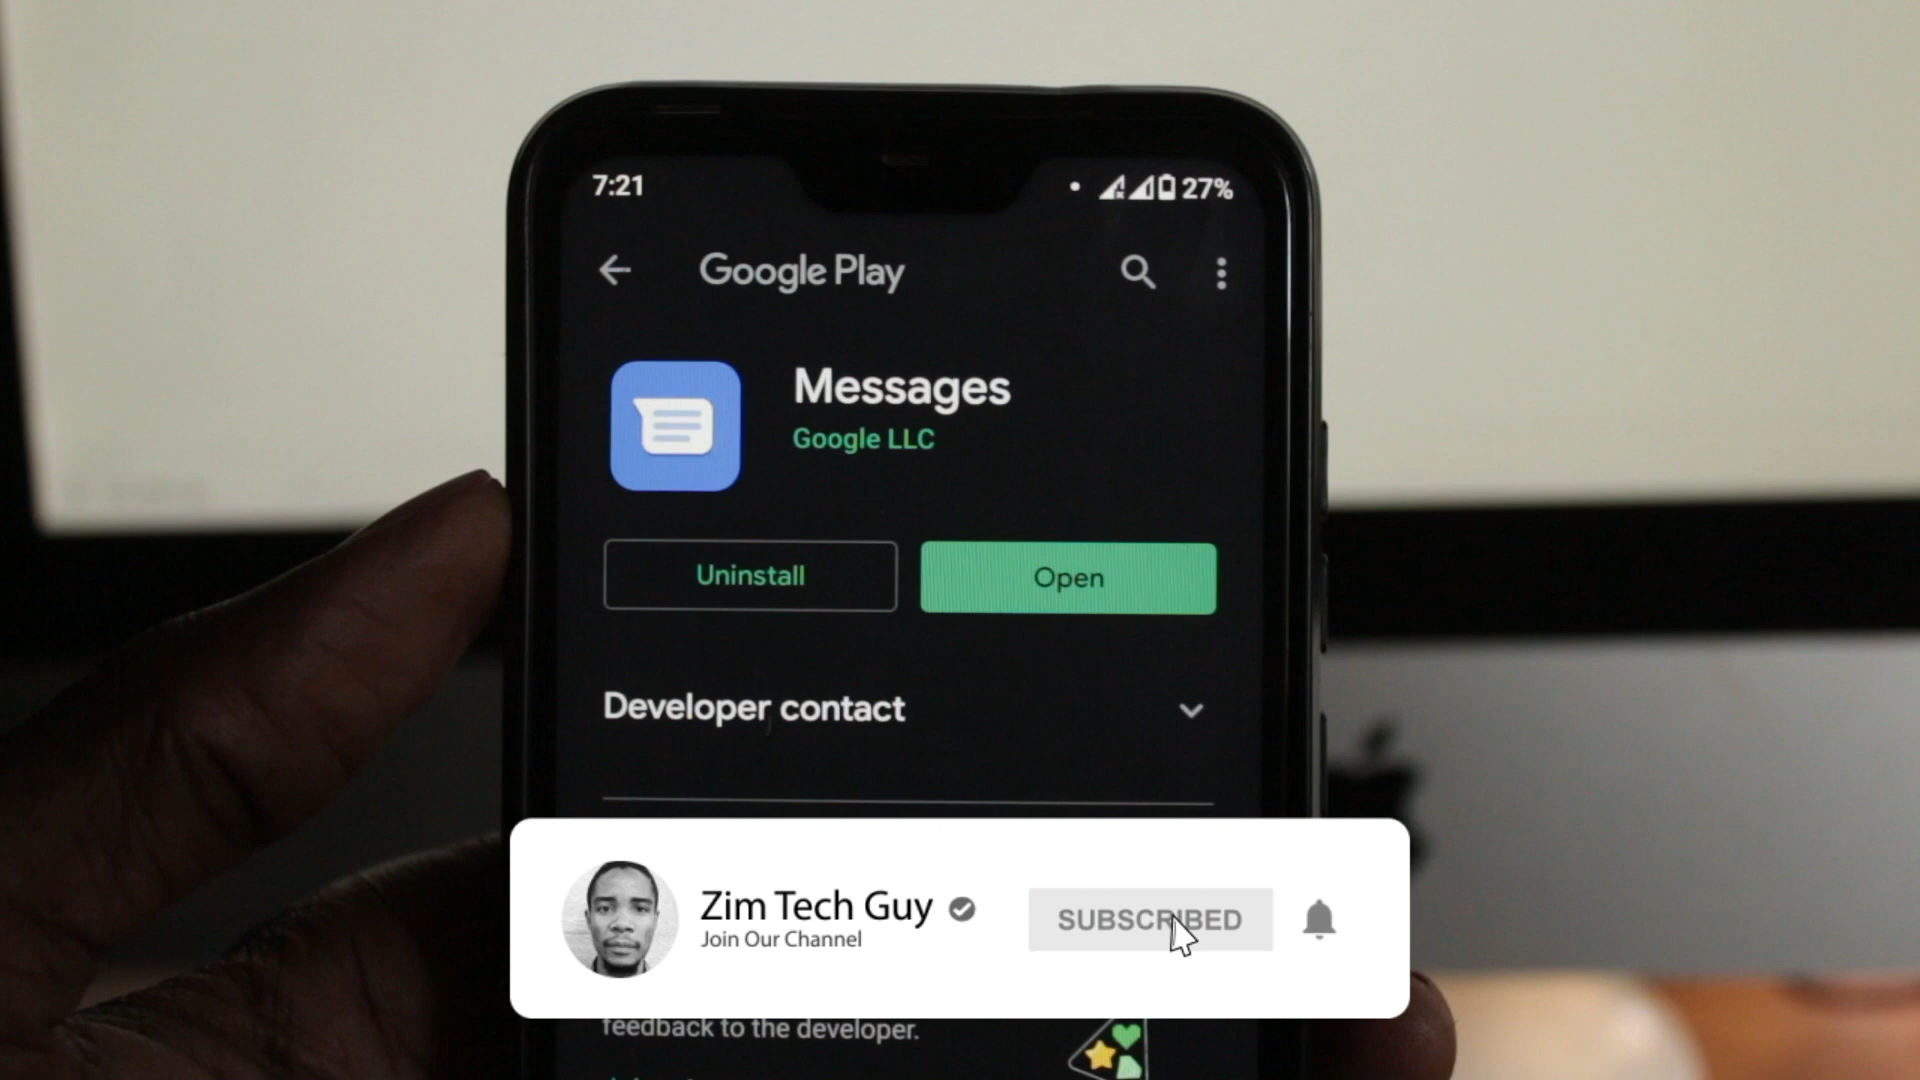 7:21
27%
Google Play
Messages
Google LLC
Uninstall
Open
Developer contact
Zim Tech Guy
Join Our Channel
SUBSCRIBED
feedback to the developer.